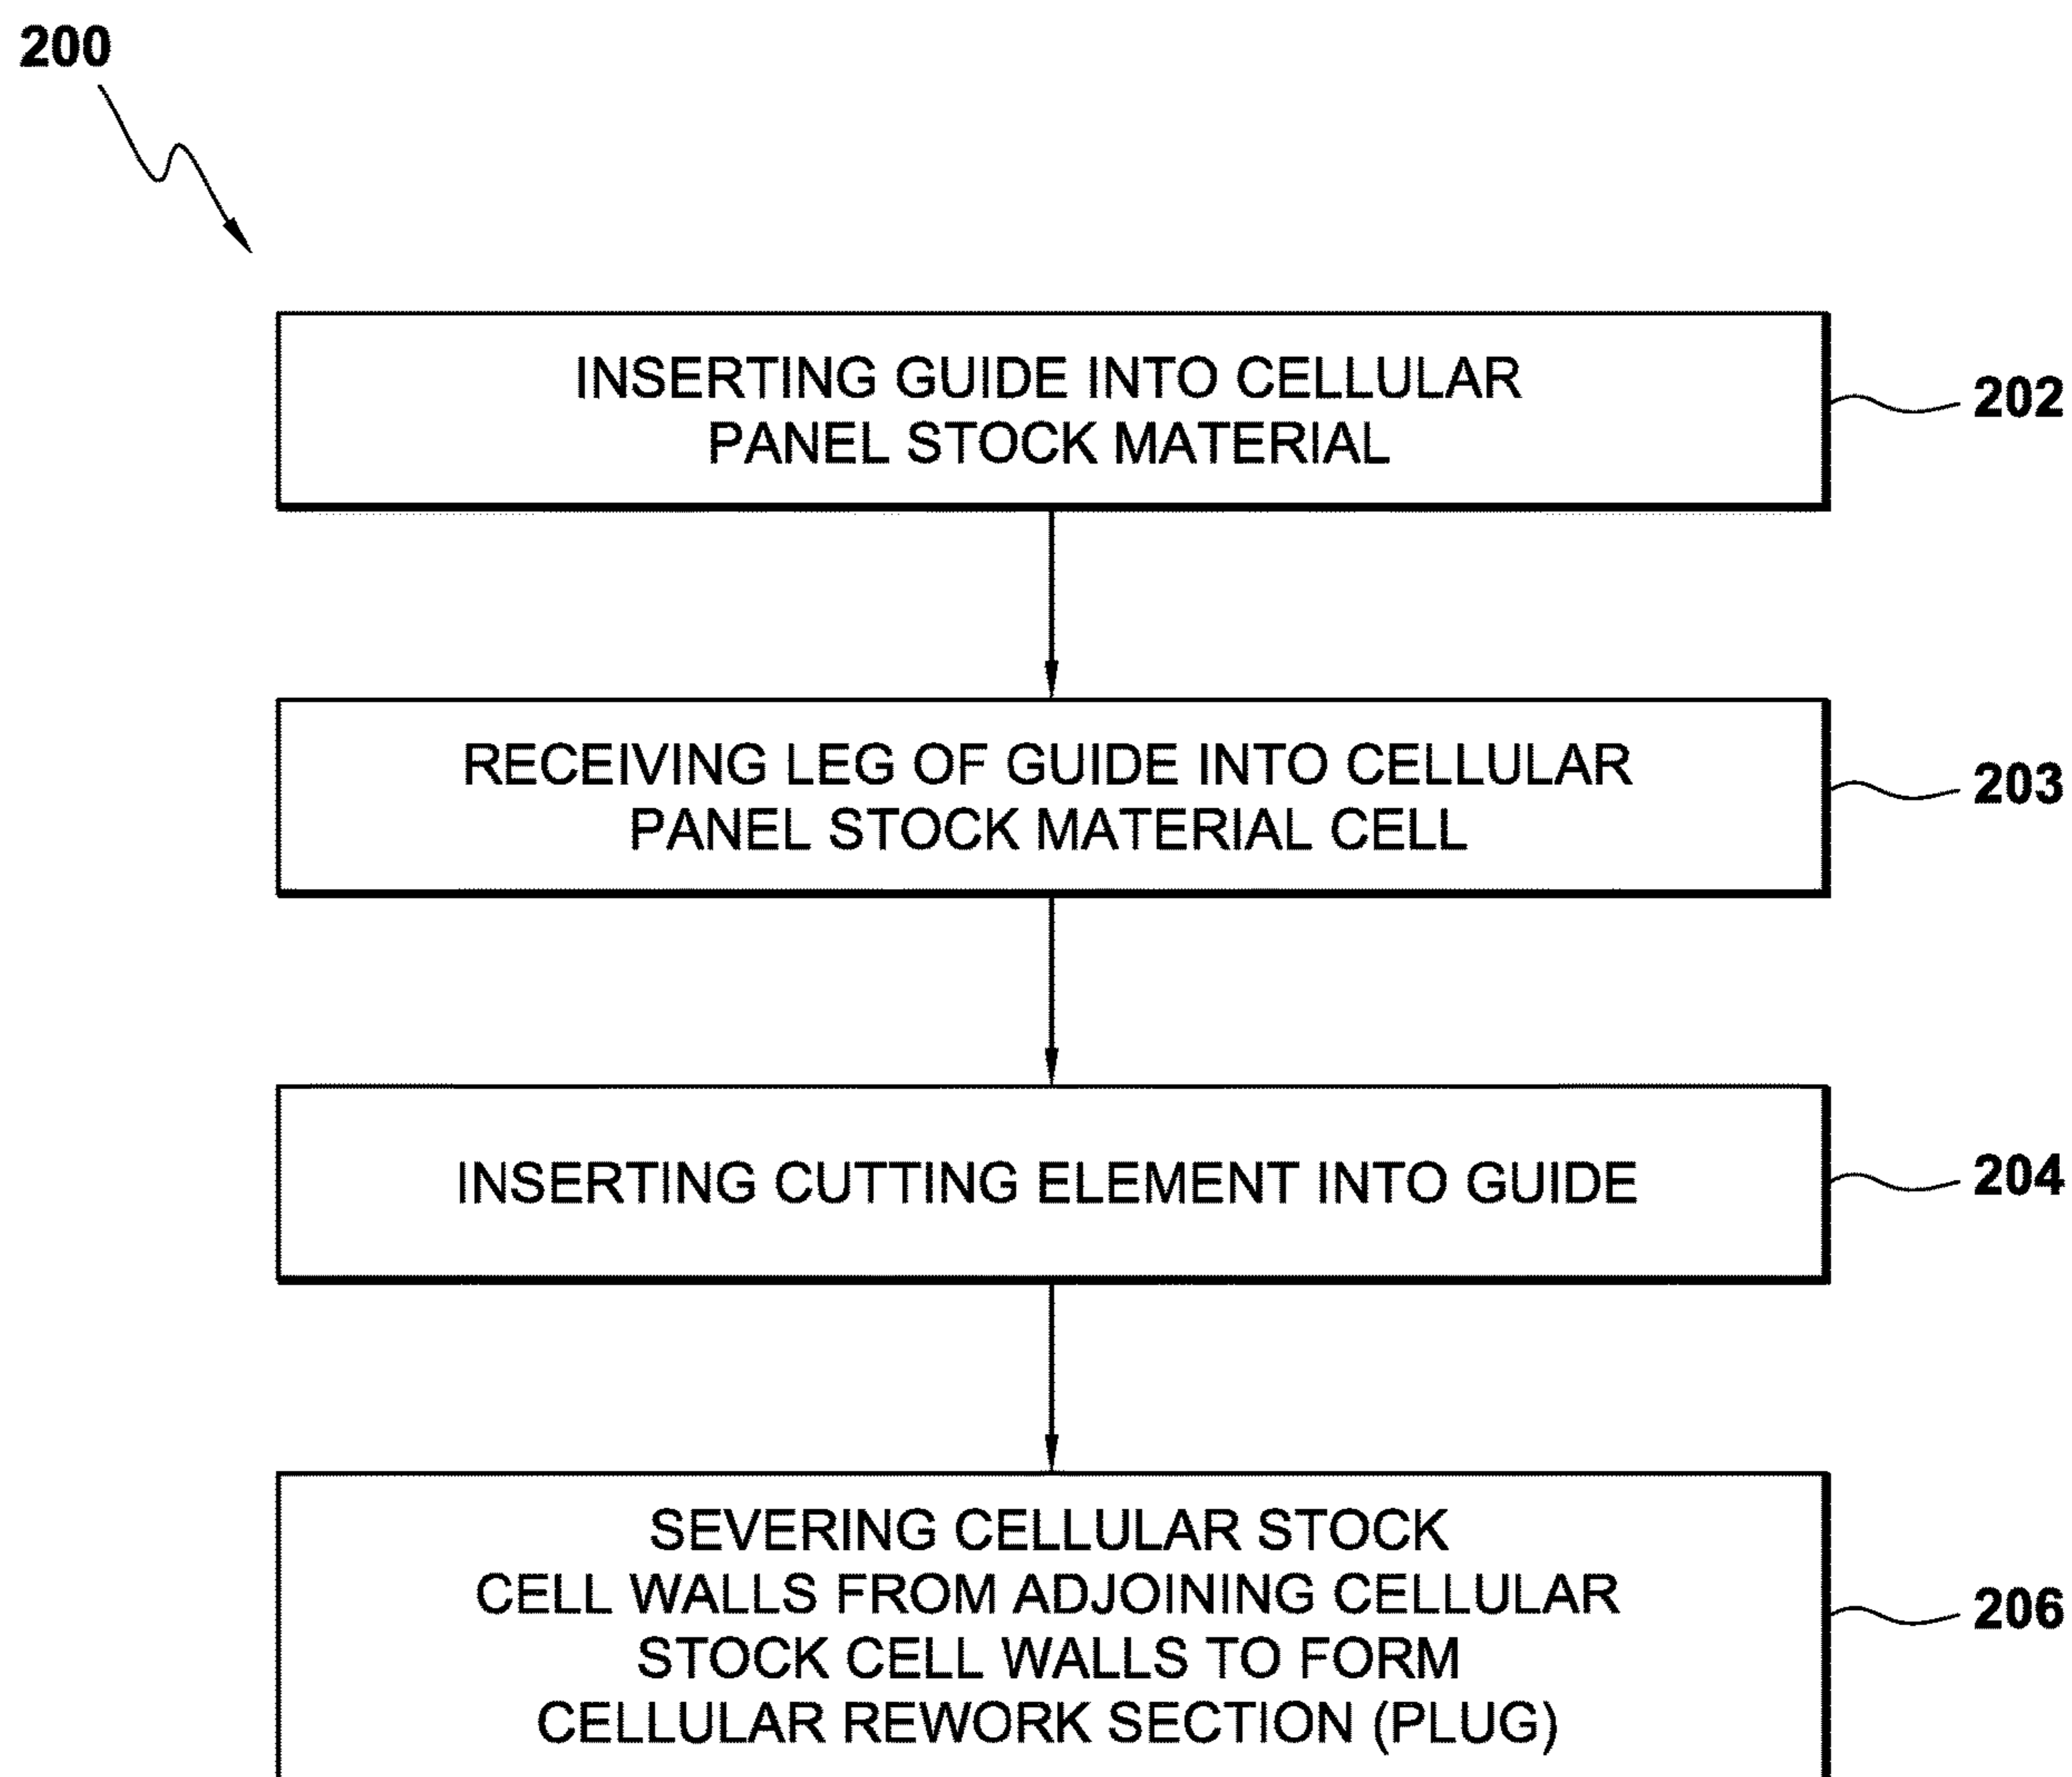 200
INSERTING GUIDE INTO CELLULAR
PANEL STOCK MATERIAL
202
RECEIVING LEG OF GUIDE INTO CELLULAR
PANEL STOCK MATERIAL CELL
203
INSERTING CUTTING ELEMENT INTO GUIDE
204
SEVERING CELLULAR STOCK
CELL WALLS FROM ADJOINING CELLULAR
STOCK CELL WALLS TO FORM
CELLULAR REWORK SECTION (PLUG)
206